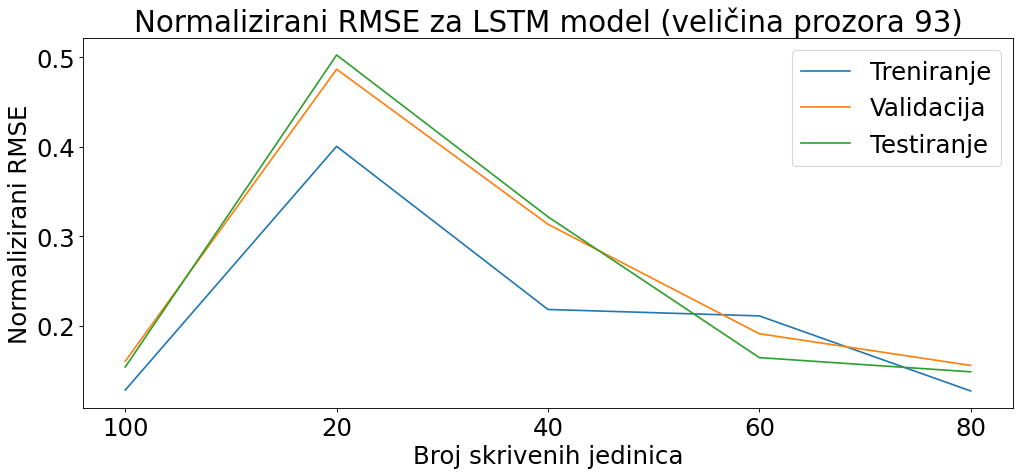 Normalizirani RMSE za LSTM model (veličina prozora 93)
Normalizirani RMSE
0.5
0.4
0.3
0.2
Treniranje
Validacija
Testiranje
100 20 40 60 80
Broj skrivenih jedinica